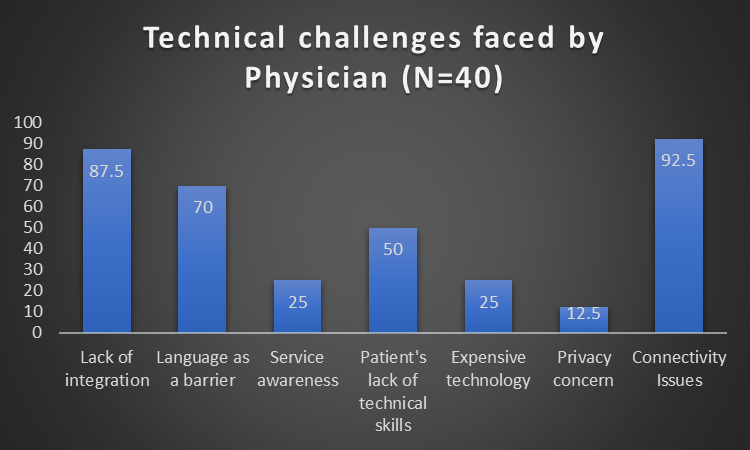 Technical challenges faced by
Physician (N=40)
100
90
80
70
60
50
40
30
20
10
0
87.5
70
25
50
25
12.5
92.5
Lack of
integration
Language as
a barrier
Service
awareness
Patient's
lack of
technical
skills
Expensive
technology
Privacy
concern
Connectivity
Issues